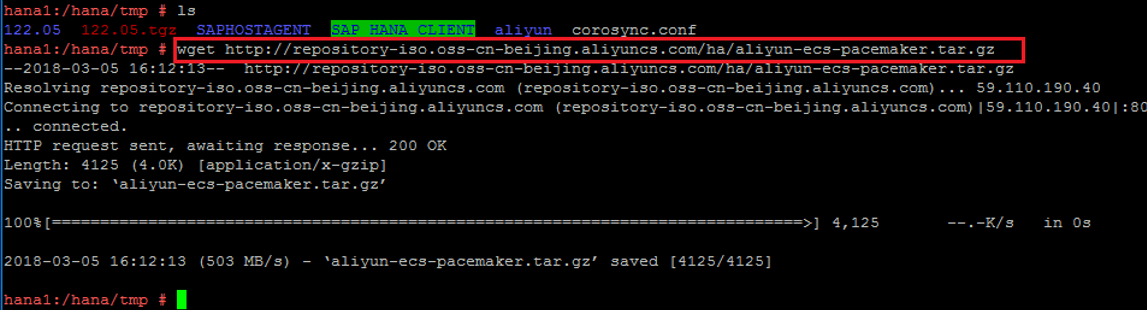 hana1:/hana/tmp # ls
122.05 122.05.tgz SAPHOSTAGENT SAP_HANA_CLIENT aliyun corosync.conf
hana1:/hana/tmp # wget http://repository-iso.oss-cn-beijing.aliyuncs.com/ha/aliyun-ecs-pacemaker.tar.gz
--2018-03-05 16:12:13-- http://repository-iso.oss-cn-beijing.aliyuncs.com/ha/aliyun-ecs-pacemaker.tar.gz
Resolving repository-iso.oss-cn-beijing.aliyuncs.com (repository-iso.oss-cn-beijing.aliyuncs.com)... 59.110.190.40
Connecting to repository-iso.oss-cn-beijing.aliyuncs.com (repository-iso.oss-cn-beijing.aliyuncs.com)|59.110.190.40|:80
.. connected.
HTTP request sent, awaiting response... 200 OK
Length: 4125 (4.0K) [application/x-gzip]
Saving to: ‘aliyun-ecs-pacemaker.tar.gz’
100%[==============================================================================>] 4,125 --.-K/s in 0s
2018-03-05 16:12:13 (503 MB/s) - ‘aliyun-ecs-pacemaker.tar.gz’ saved [4125/4125]
hana1:/hana/tmp #